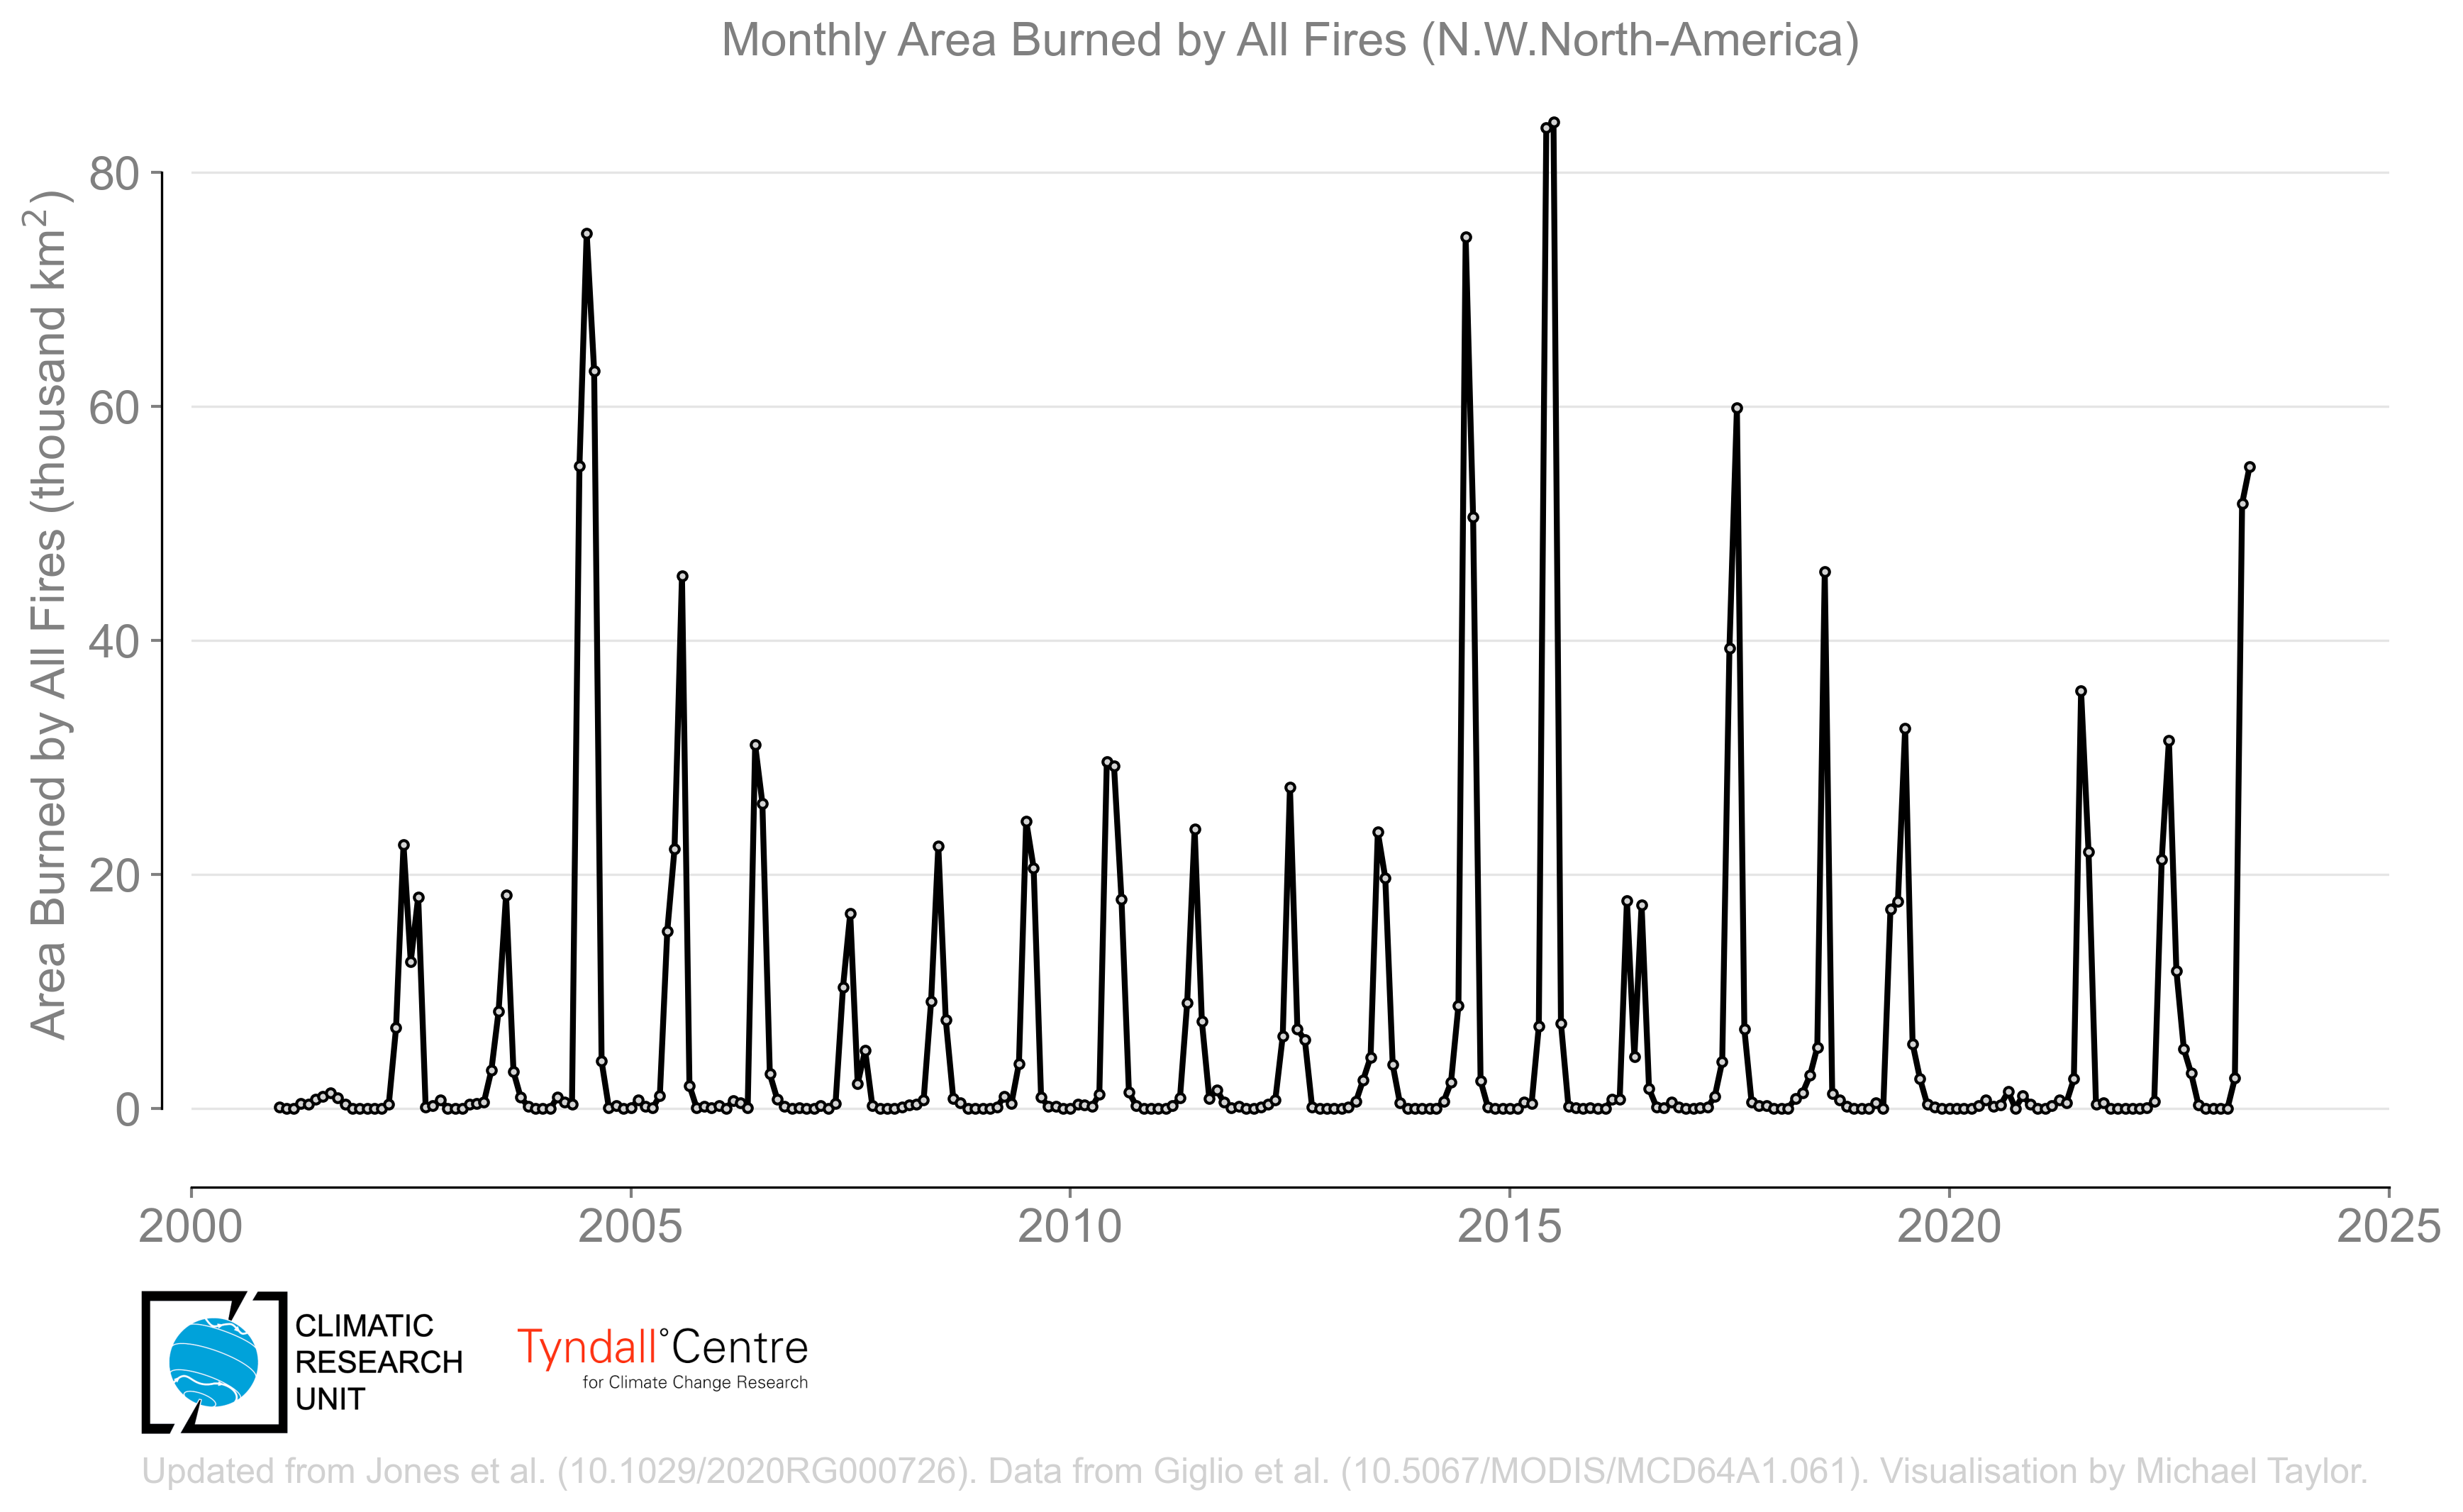 Monthly Area Burned by All Fires (N.W.North-America)
Area Burned by All Fires (thousand km²)
80
60
40
20
0
2000 2005 2010 2015 2020 2025
CLIMATIC
RESEARCH
UNIT
Tyndall°Centre
for Climate Change Research
Updated from Jones et al. (10.1029/2020RG000726). Data from Giglio et al. (10.5067/MODIS/MCD64A1.061). Visualisation by Michael Taylor.